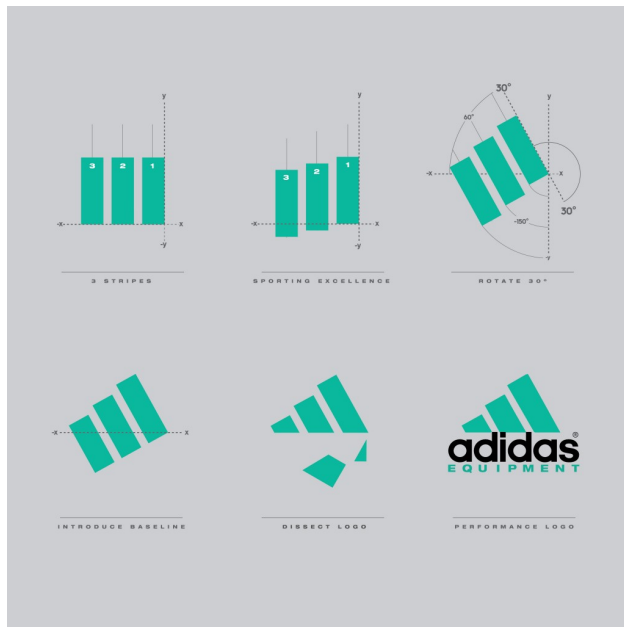 y
3 2 1
-x x
-y
3 STRIPES
y
3 2 1
-x x
-y
SPORTING EXCELLENCE
30°
y
60°
-x x
30°
-150°
-y
ROTATE 30°
-x x
INTRODUCE BASELINE
DISSECT LOGO
adidas®
EQUIPMENT
PERFORMANCE LOGO